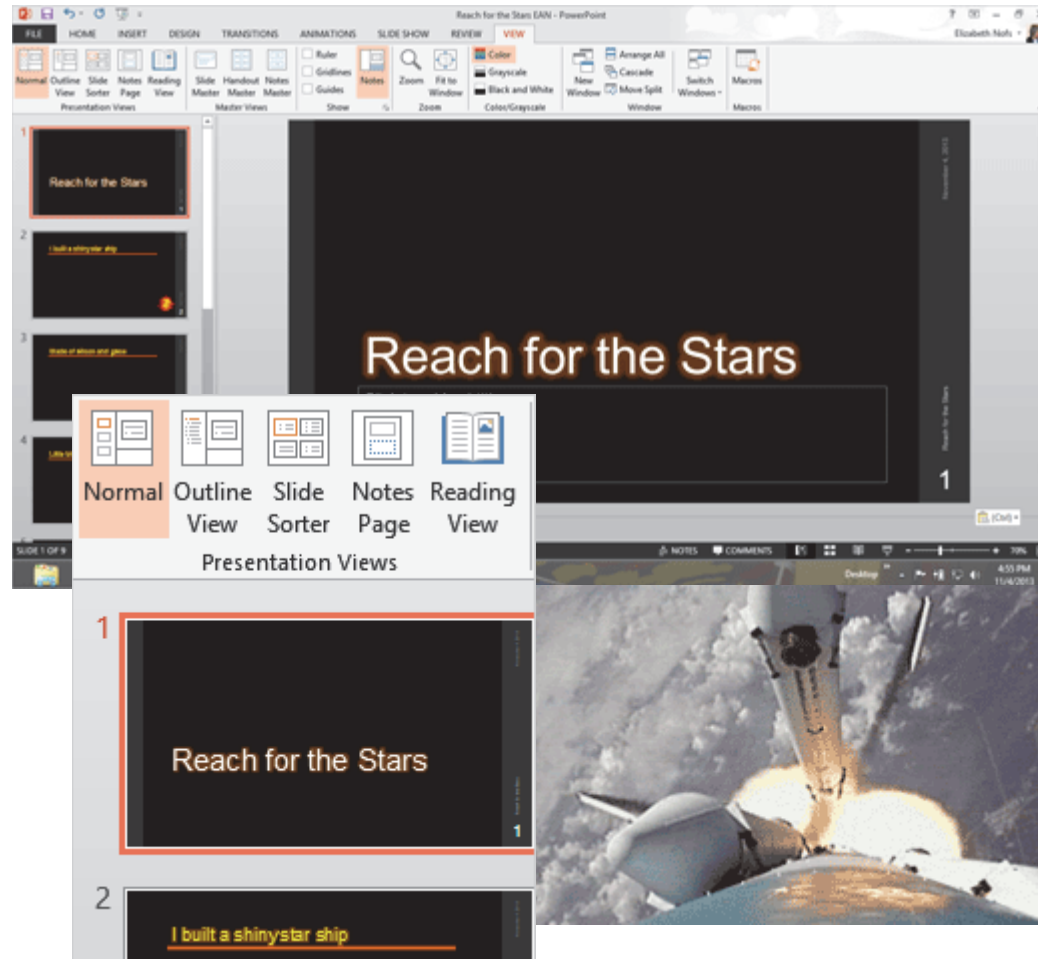 Reach for the Stars EAN - PowerPoint
?
FILE HOME INSERT DESIGN TRANSITIONS ANIMATIONS SLIDE SHOW REVIEW VIEW
Elizabeth Nofs
Normal Outline View Slide Sorter Notes Page Reading View
Presentation Views
Slide Master Handout Master Notes Master
Master Views
Ruler
Gridlines
Guides
Notes
Show
Zoom Fit to Window
Zoom
Color
Grayscale
Black and White
Color/Grayscale
New Window
Arrange All
Cascade
Move Split
Switch Windows
Window
Macros
Macros
1
Reach for the Stars
2
I built a shinystar ship
3
Made of silicon and glass
4
November 4, 2013
Reach for the Stars
Reach for the Stars
1
(Ctrl)
SLIDE 1 OF 9
NOTES COMMENTS 70%
Desktop
4:55 PM
11/4/2013
Normal Outline Slide Notes Reading
View Sorter Page View
Presentation Views
1
Reach for the Stars
1
2
I built a shinystar ship